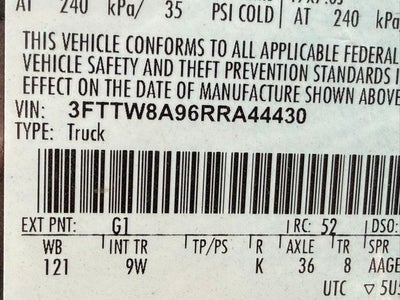 AT 240 kPa/ 35 PSI COLD AT 240 kPa/
THIS VEHICLE CONFORMS TO ALL APPLICABLE FEDERAL
VEHICLE SAFETY AND THEFT PREVENTION STANDARDS I
EFFECT ON THE DATE OF MANUFACTURE SHOWN ABOVE
VIN: 3FTTW8A96RRA44430
TYPE: Truck
EXT PNT: G1 RC: 52 DSO:
WB INT TR TP/PS R AXLE TR SPR
121 9W K 36 8 AAGE
UTC ▽ 5U5